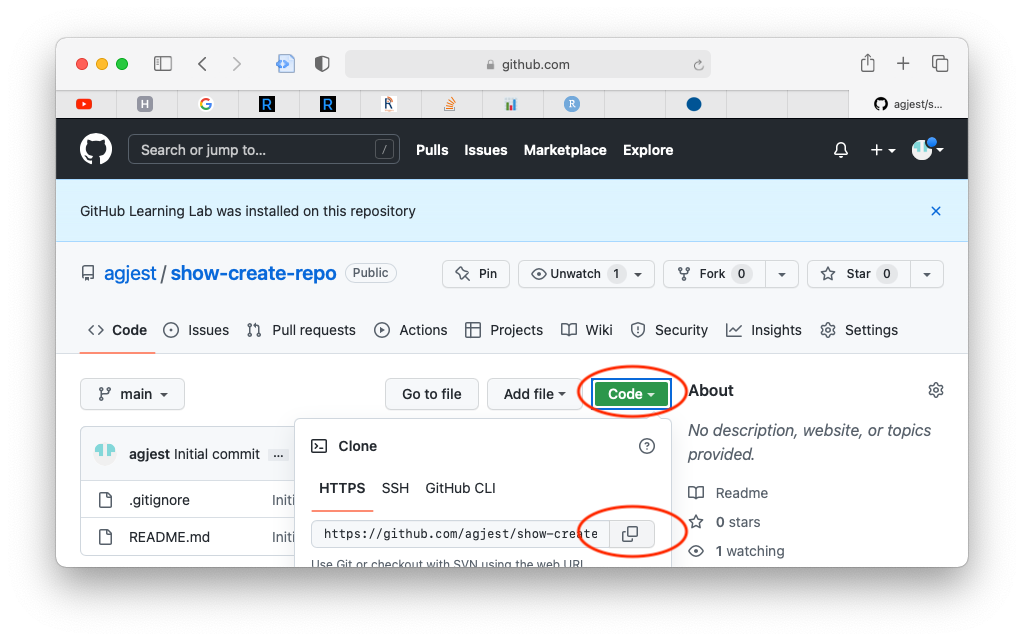 github.com
H
R
R
R
R
agjest/s...
Search or jump to... /
Pulls Issues Marketplace Explore
GitHub Learning Lab was installed on this repository
agjest / show-create-repo Public
Pin Unwatch 1 Fork 0 Star 0
Code Issues Pull requests Actions Projects Wiki Security Insights Settings
main Go to file Add file Code About
No description, website, or topics
provided.
agjest Initial commit ...
Clone
HTTPS SSH GitHub CLI
.gitignore Initi
https://github.com/agjest/show-create
README.md Initi
Use Git or checkout with SVN using the web URL
Readme
0 stars
1 watching